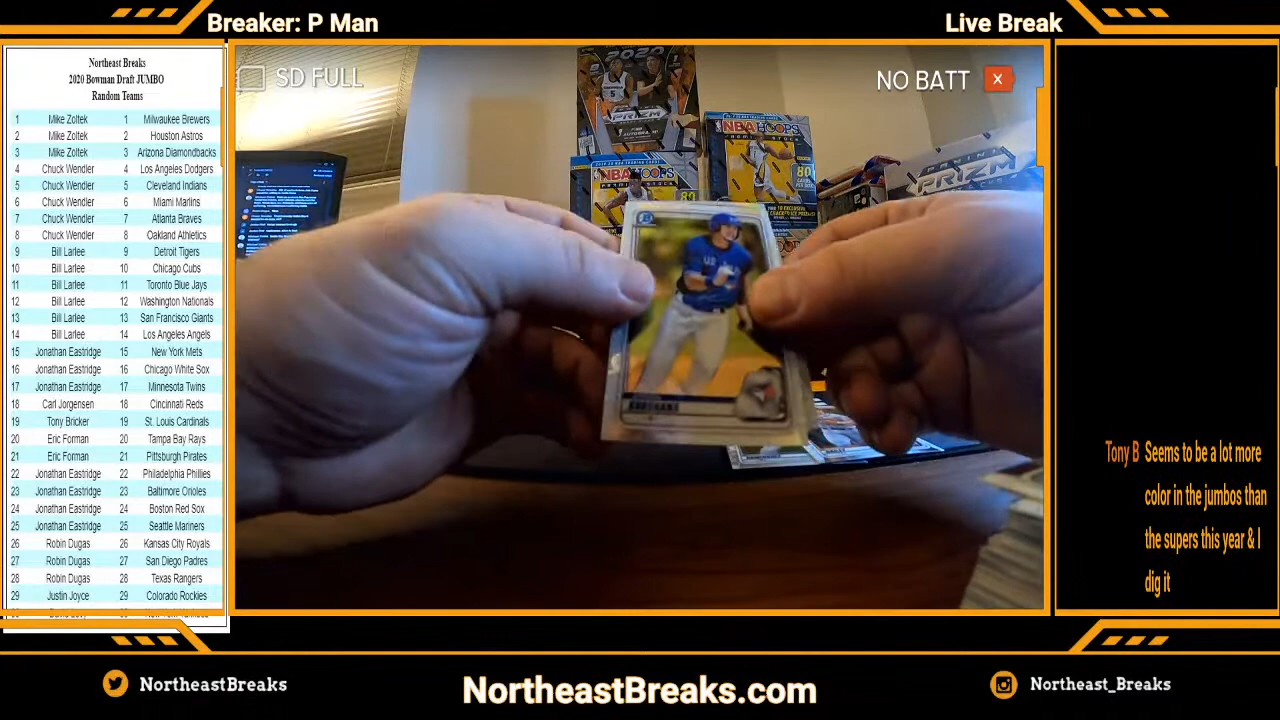 Breaker: P Man
Live Break
Northeast Breaks
2020 Bowman Draft JUMBO
Random Teams
1 Mike Zoltek 1 Milwaukee Brewers
2 Mike Zoltek 2 Houston Astros
3 Mike Zoltek 3 Arizona Diamondbacks
4 Chuck Wendler 4 Los Angeles Dodgers
5 Chuck Wendler 5 Cleveland Indians
6 Chuck Wendler 6 Miami Marlins
7 Chuck Wendler 7 Atlanta Braves
8 Chuck Wendler 8 Oakland Athletics
9 Bill Larlee 9 Detroit Tigers
10 Bill Larlee 10 Chicago Cubs
11 Bill Larlee 11 Toronto Blue Jays
12 Bill Larlee 12 Washington Nationals
13 Bill Larlee 13 San Francisco Giants
14 Bill Larlee 14 Los Angeles Angels
15 Jonathan Eastridge 15 New York Mets
16 Jonathan Eastridge 16 Chicago White Sox
17 Jonathan Eastridge 17 Minnesota Twins
18 Carl Jorgensen 18 Cincinnati Reds
19 Tony Bricker 19 St. Louis Cardinals
20 Eric Forman 20 Tampa Bay Rays
21 Eric Forman 21 Pittsburgh Pirates
22 Jonathan Eastridge 22 Philadelphia Phillies
23 Jonathan Eastridge 23 Baltimore Orioles
24 Jonathan Eastridge 24 Boston Red Sox
25 Jonathan Eastridge 25 Seattle Mariners
26 Robin Dugas 26 Kansas City Royals
27 Robin Dugas 27 San Diego Padres
28 Robin Dugas 28 Texas Rangers
29 Justin Joyce 29 Colorado Rockies
SD FULL
NO BATT
2020
PRIZM
NBA HOOPS
80
NBA HOOPS
80
PANINI
PRIZM
Tony B Seems to be a lot more
color in the jumbos than
the supers this year & I
dig it
NortheastBreaks
NortheastBreaks.com
Northeast_Breaks